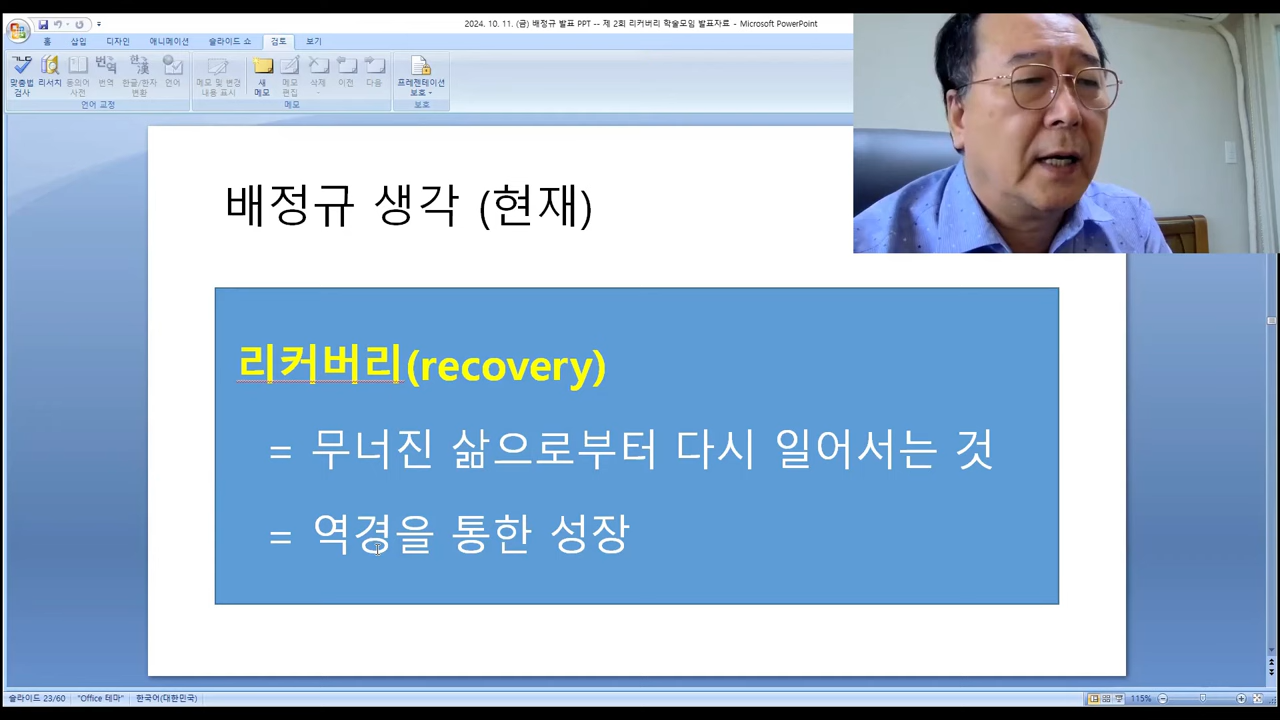 2024. 10. 11. (금) 배정규 발표 PPT -- 제 2회 리커버리 학술모임 발표자료 - Microsoft PowerPoint
홈 삽입 디자인 애니메이션 슬라이드 쇼 검토 보기
맞춤법 검사 리서치 동의어 사전 번역 한글/한자 변환 언어 메모 및 변경 내용 표시 새 메모 메모 편집 삭제 이전 다음 프레젠테이션 보호
언어 교정 메모 보호
배정규 생각 (현재)
리커버리(recovery)
= 무너진 삶으로부터 다시 일어서는 것
= 역경을 통한 성장
슬라이드 23/60 "Office 테마" 한국어(대한민국) 115%